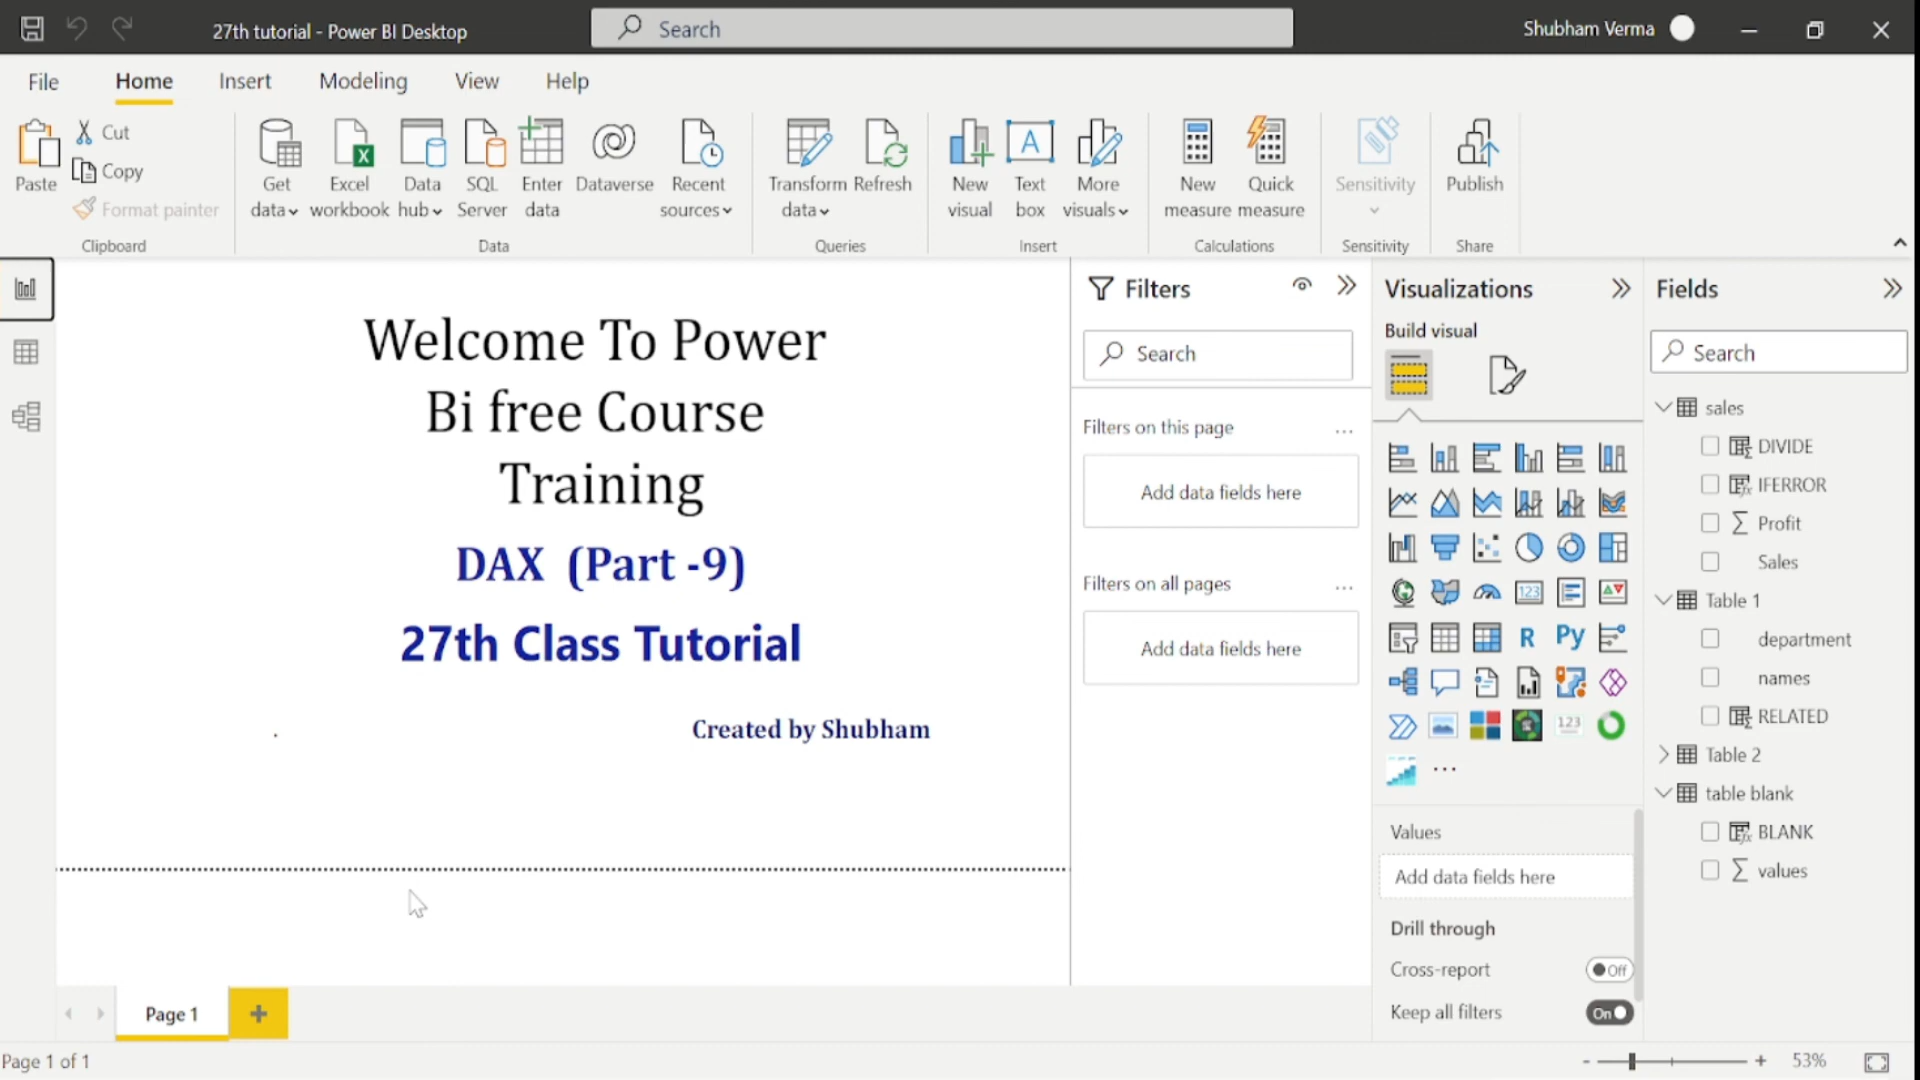 27th tutorial - Power BI Desktop
Search
Shubham Verma
File
Home
Insert
Modeling
View
Help
Paste
Cut
Copy
Format painter
Clipboard
Get data
Excel workbook
Data hub
SQL Server
Enter data
Dataverse
Recent sources
Data
Transform data
Refresh
Queries
New visual
Text box
More visuals
Insert
New measure
Quick measure
Calculations
Sensitivity
Sensitivity
Publish
Share
Welcome To Power
Bi free Course
Training
DAX (Part -9)
27th Class Tutorial
Created by Shubham
Filters
Search
Filters on this page
...
Add data fields here
Filters on all pages
...
Add data fields here
Visualizations
Build visual
123
R
Py
123
...
Values
Add data fields here
Drill through
Cross-report
Off
Keep all filters
On
Fields
Search
sales
DIVIDE
IFERROR
Σ Profit
Sales
Table 1
department
names
RELATED
Table 2
table blank
BLANK
Σ values
Page 1
+
Page 1 of 1
- + 53%